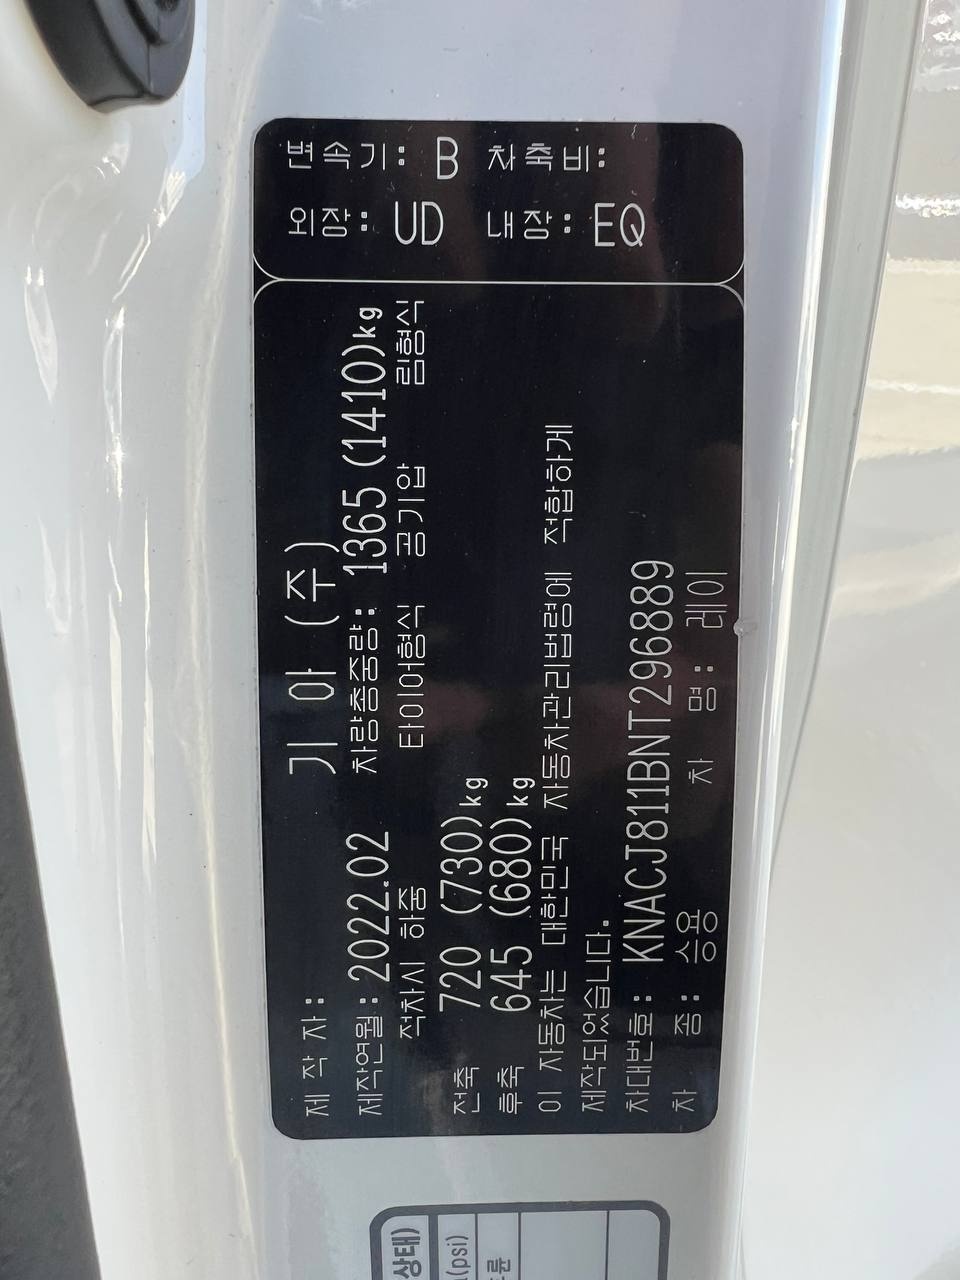 변속기: B 차축비:
외장: UD 내장: EQ
제 작 자: 기 아 (주)
제작연월: 2022.02 차량총중량: 1365 (1410)kg
적차시 하중 타이어형식 공기압 림형식
전축 720 (730)kg
후축 645 (680)kg
이 자동차는 대한민국 자동차관리법령에 적합하게
제작되었습니다.
차대번호: KNACJ811BNT296889
차 종: 승용 차 명: 레이
상태)
(psi)